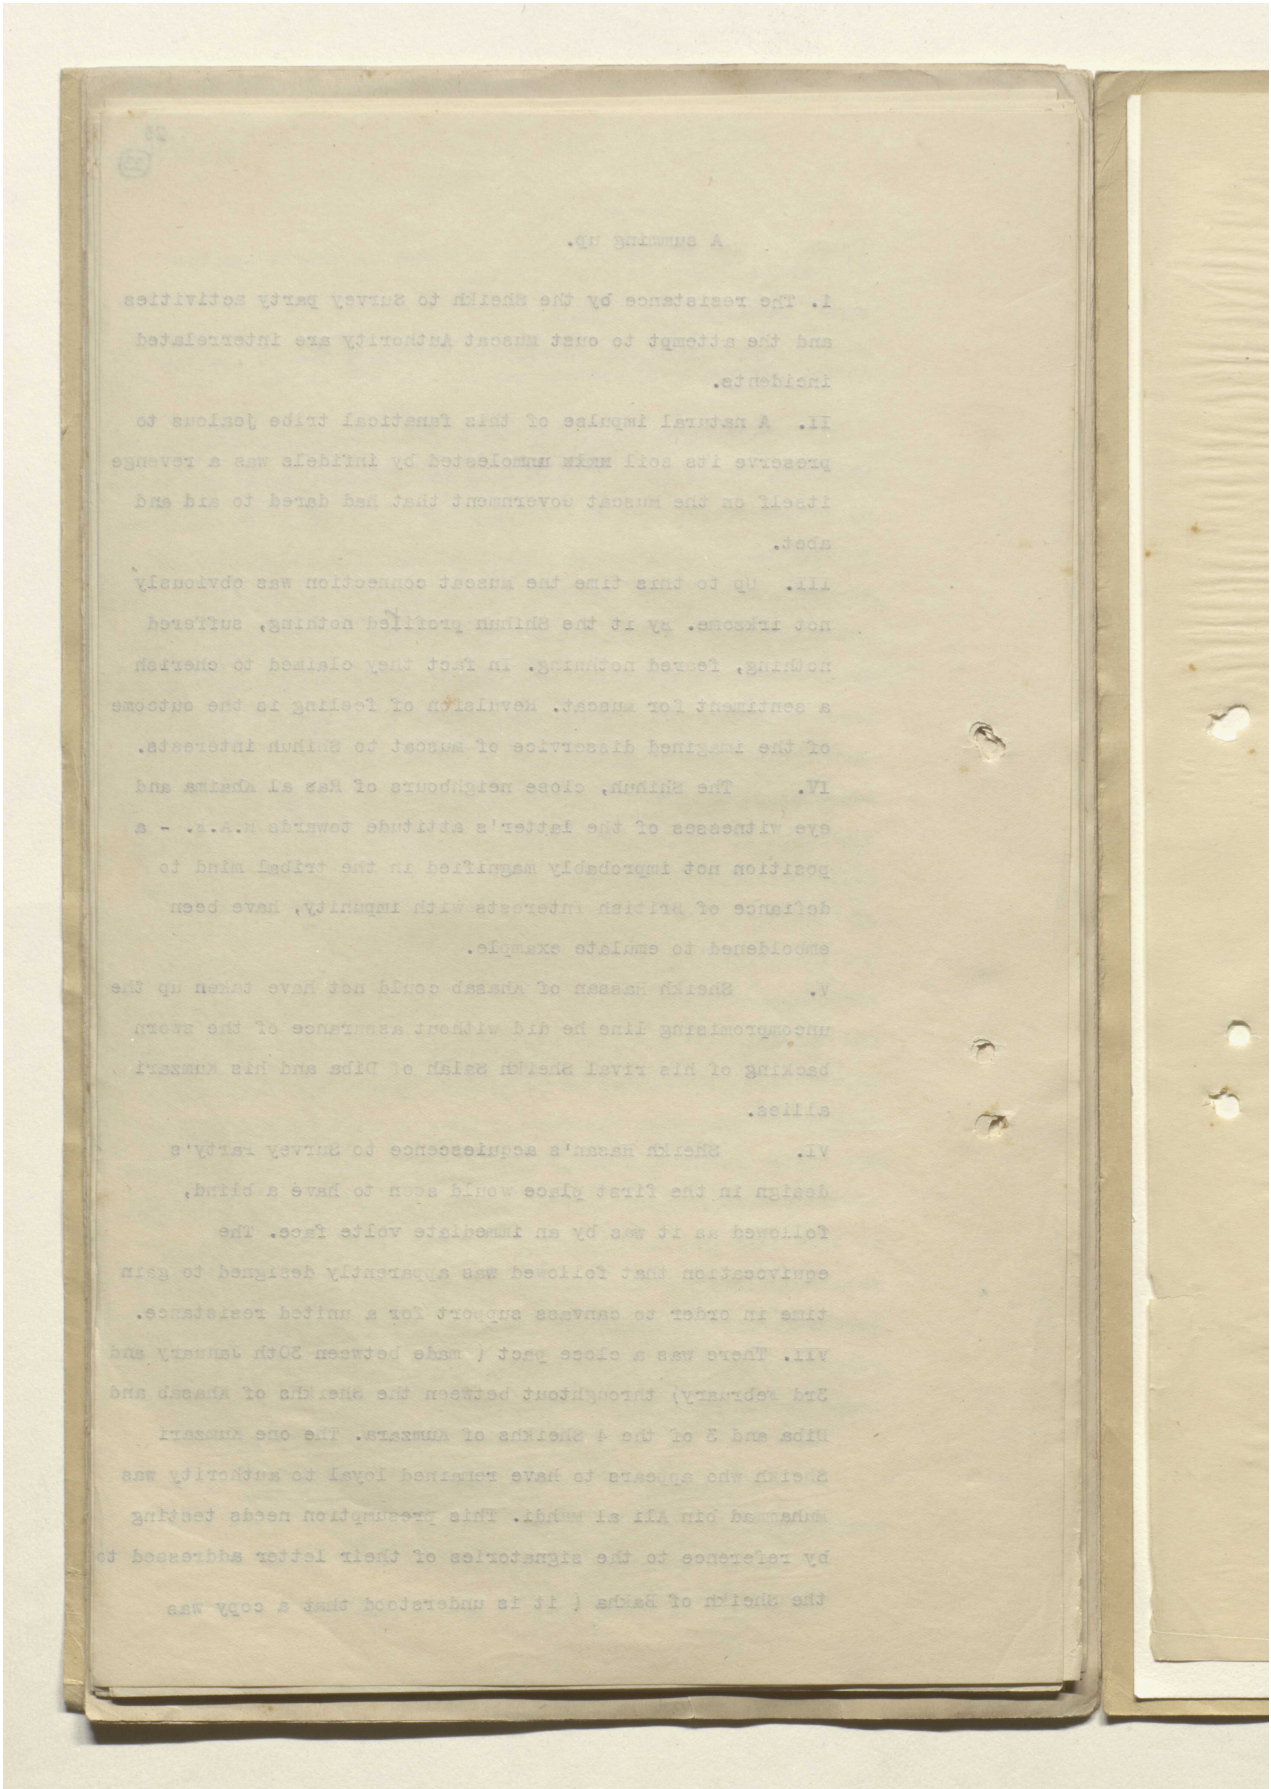 28
22
A summing up.
1. The resistance by the Sheikh to Survey party activities
and the attempt to oust Muscat Authority are interrelated
incidents.
II. A natural impulse of this fanatical tribe jealous to
preserve its soil unmolested by infidels was a revenge
itself on the Muscat Government that had dared to aid and
abet.
III. Up to this time the Muscat connection was obviously
not irksome. By it the Shihuh profited nothing, suffered
nothing, feared nothning. In fact they claimed to cherish
a sentiment for Muscat. Revulsion of feeling is the outcome
of the imagined disservice of Muscat to Shihuh interests.
IV. The Shihuh, close neighbours of Ras al Khaima and
eye witnesses of the latter's attitude towards R.A.F. - a
position not improbably magnified in the tribal mind to
defiance of British interests with impunity, have been
emboldened to emulate example.
V. Sheikh Hassan of Khasab could not have taken up the
uncompromising line he did without assurance of the sworn
backing of his rival Sheikh Salah of Diba and his Kumzari
allies.
VI. Sheikh Hasan's acquiescence to Survey Party's
design in the first place would seem to have a blind,
followed as it was by an immediate volte face. The
equivocation that followed was apparently designed to gain
time in order to canvass support for a united resistance.
VII. There was a close pact ( made between 30th January and
3rd February) throughtout between the Sheikhs of Khasab and
Diba and 3 of the 4 Sheikhs of Kumzara. The one Kumzari
Sheikh who appears to have remained loyal to authority was
Muhammad bin Ali al Mahdi. This presumption needs testing
by reference to the signatories of their letter addressed to
the Sheikh of Bakha ( it is understood that a copy was